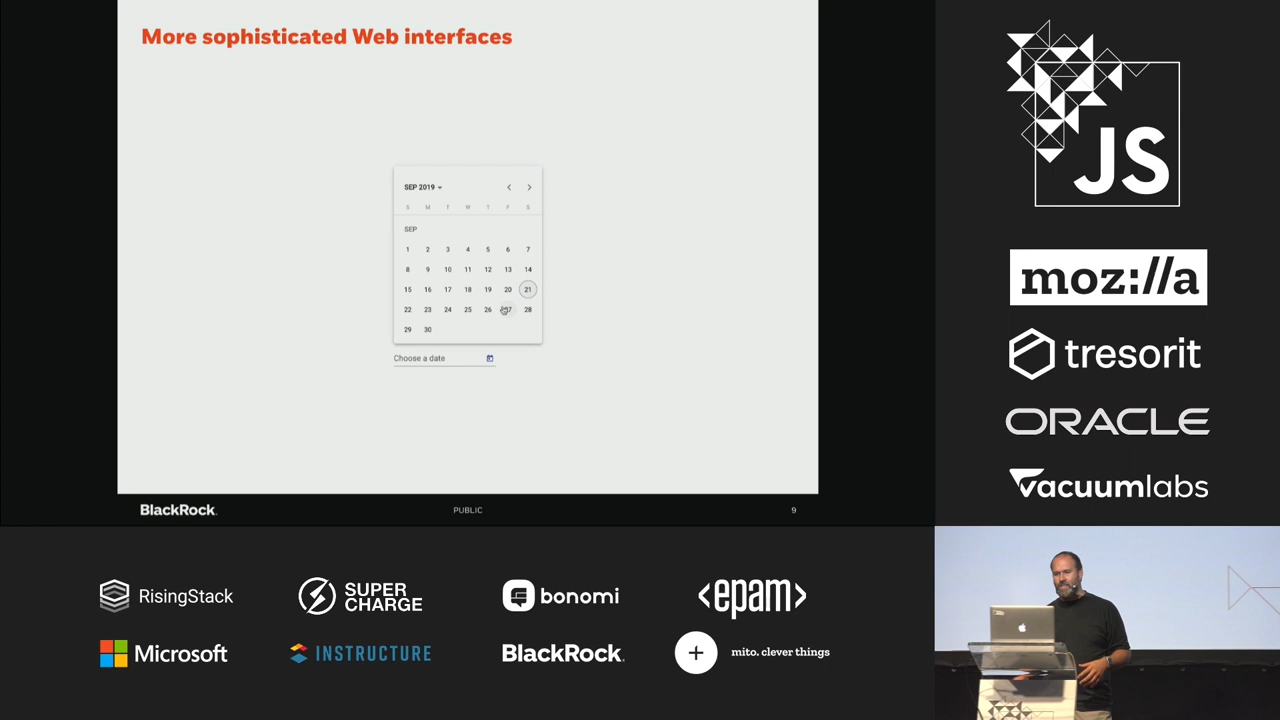 More sophisticated Web interfaces
SEP 2019
S M T W T F S
SEP
1 2 3 4 5 6 7
8 9 10 11 12 13 14
15 16 17 18 19 20 21
22 23 24 25 26 27 28
29 30
Choose a date
BlackRock.
PUBLIC
9
JS
moz://a
tresorit
ORACLE
vacuumlabs
RisingStack
SUPER
CHARGE
bonomi
<epam>
Microsoft
INSTRUCTURE
BlackRock.
+
mito. clever things